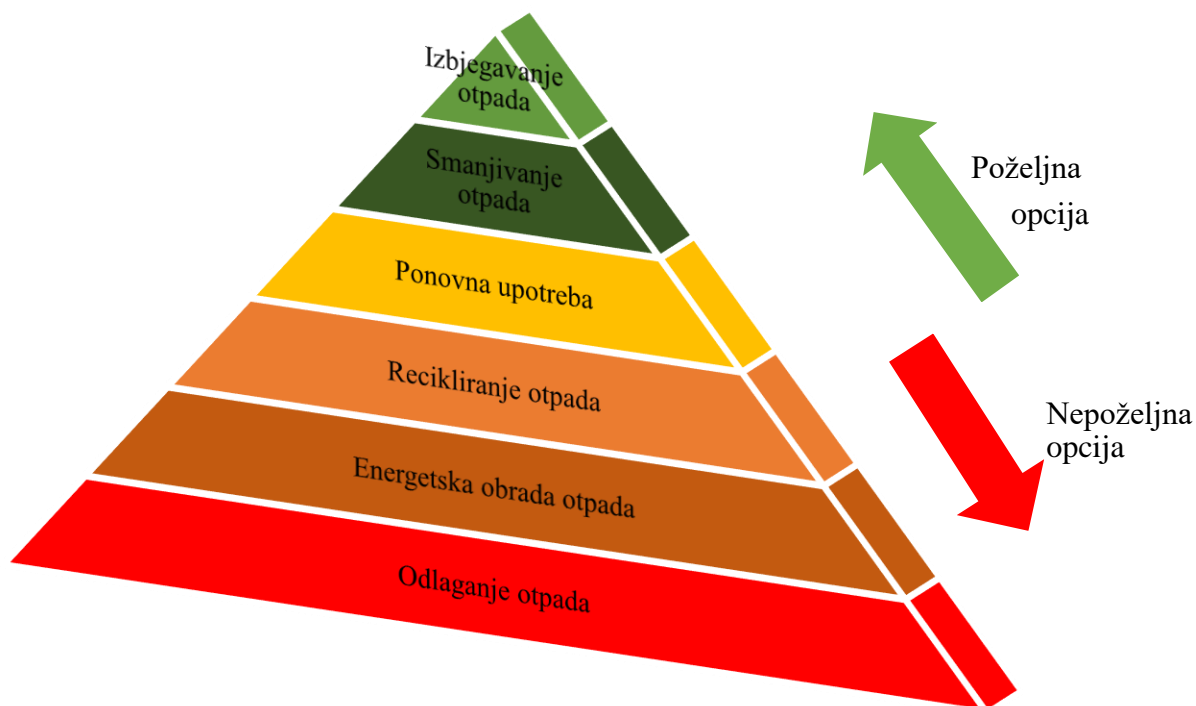 Izbjegavanje
otpada
Smanjivanje
otpada
Ponovna upotreba
Recikliranje otpada
Energetska obrada otpada
Odlaganje otpada
Poželjna
opcija
Nepoželjna
opcija